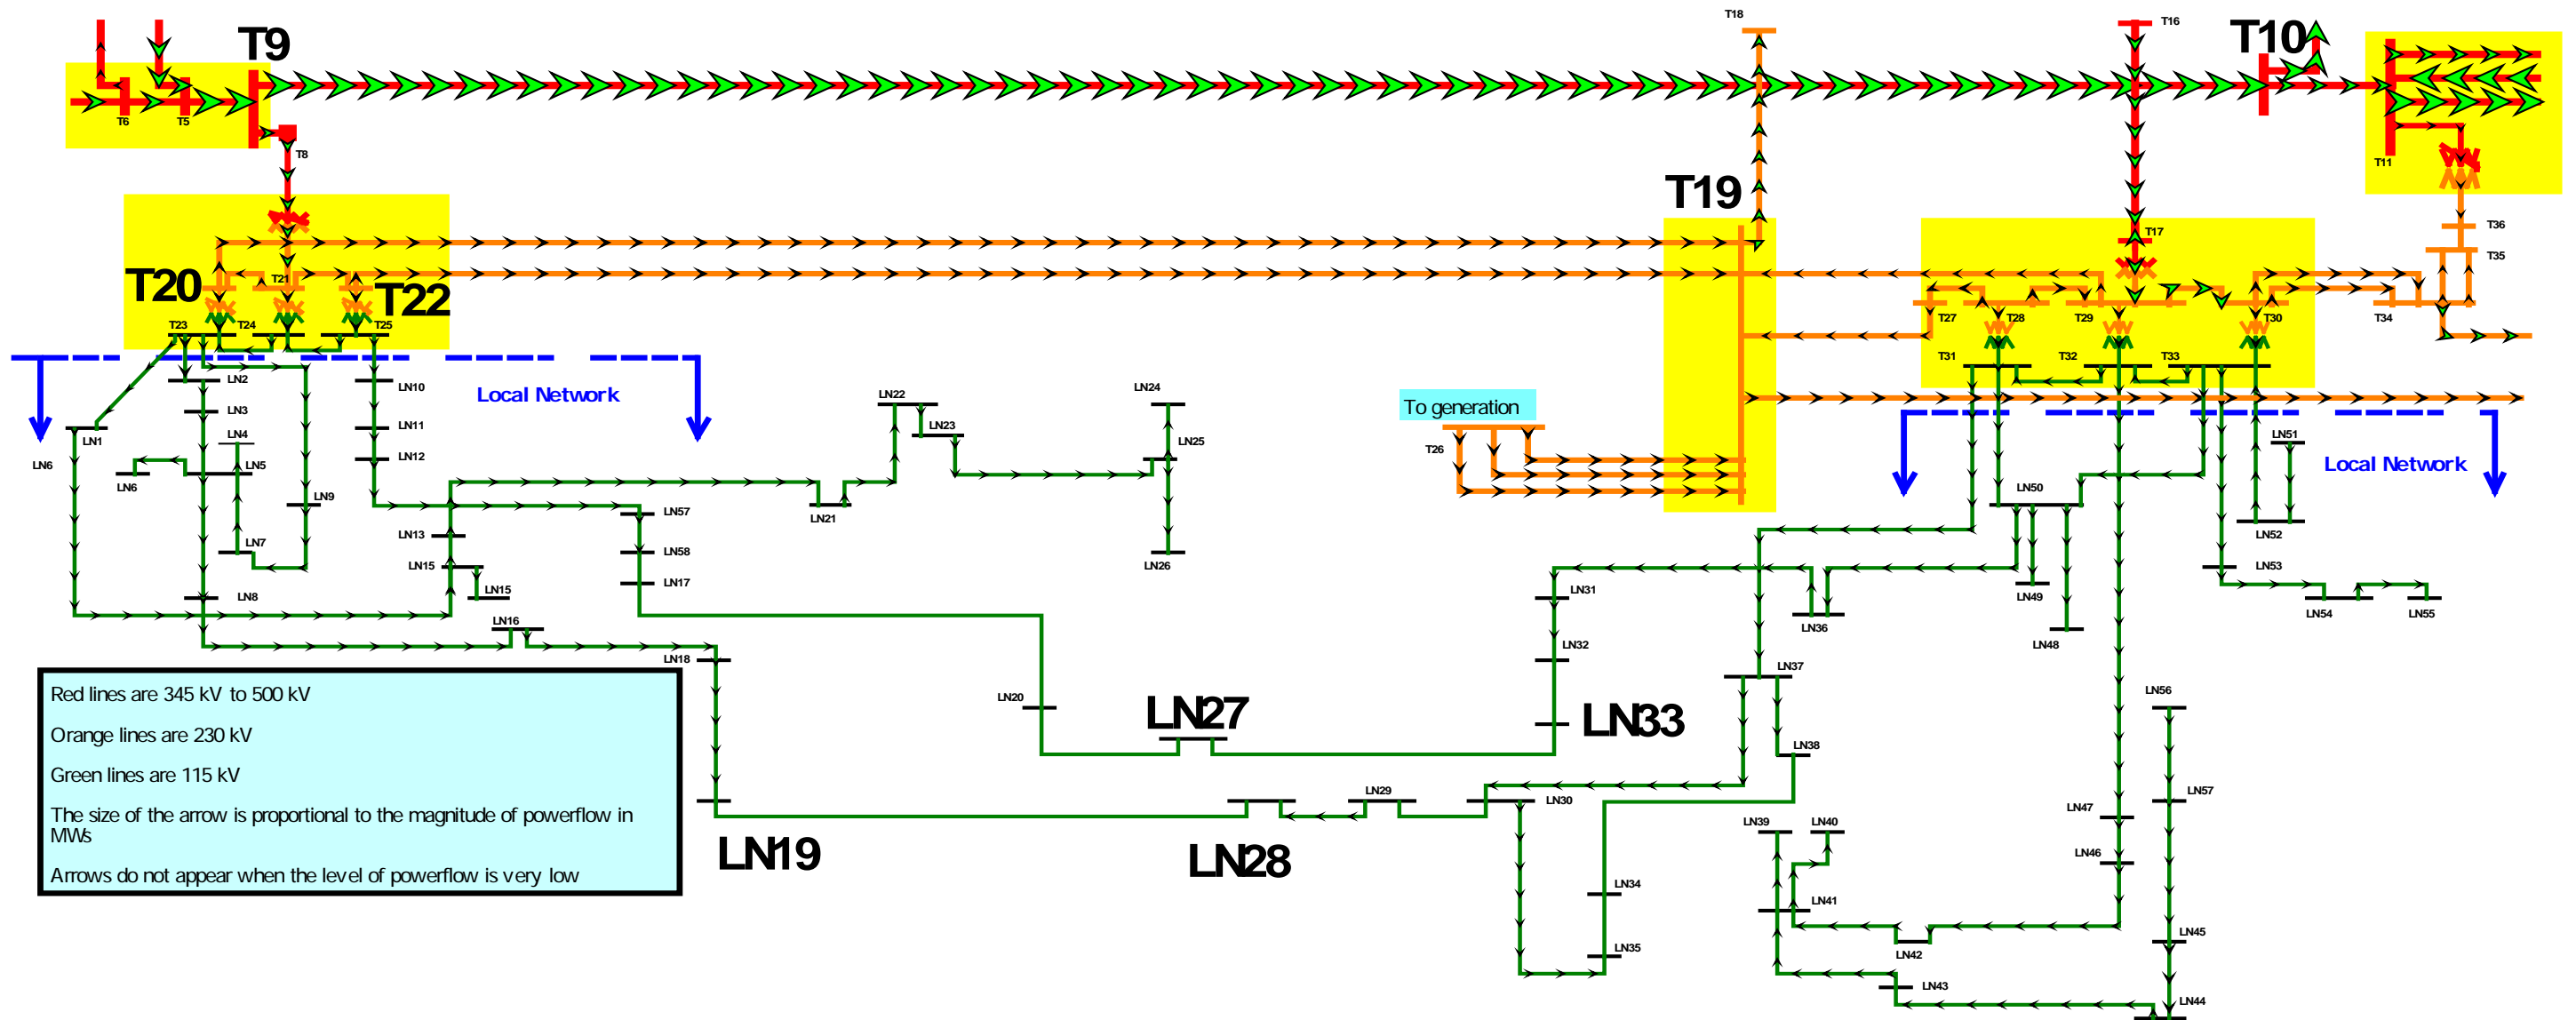 T18
T16
T9
T10
T6
T5
T8
T11
T19
T36
T17
T35
T20
T21
T22
T27
T28
T29
T30
T34
T23
T24
T25
T31
T32
T33
LN2
LN10
Local Network
LN22
LN24
To generation
LN3
LN1
LN4
LN11
LN23
LN25
T26
LN51
LN6
LN5
LN12
Local Network
LN6
LN9
LN50
LN57
LN21
LN13
LN52
LN7
LN58
LN15
LN26
LN53
LN17
LN15
LN31
LN49
LN8
LN54
LN55
LN16
LN36
LN32
LN48
LN18
LN37
Red lines are 345 kV to 500 kV
LN20
LN27
LN33
LN56
Orange lines are 230 kV
LN38
Green lines are 115 kV
LN29
LN30
LN57
The size of the arrow is proportional to the magnitude of powerflow in
MWs
LN47
LN39
LN40
LN19
LN28
LN46
Arrows do not appear when the level of powerflow is very low
LN34
LN41
LN45
LN35
LN42
LN43
LN44